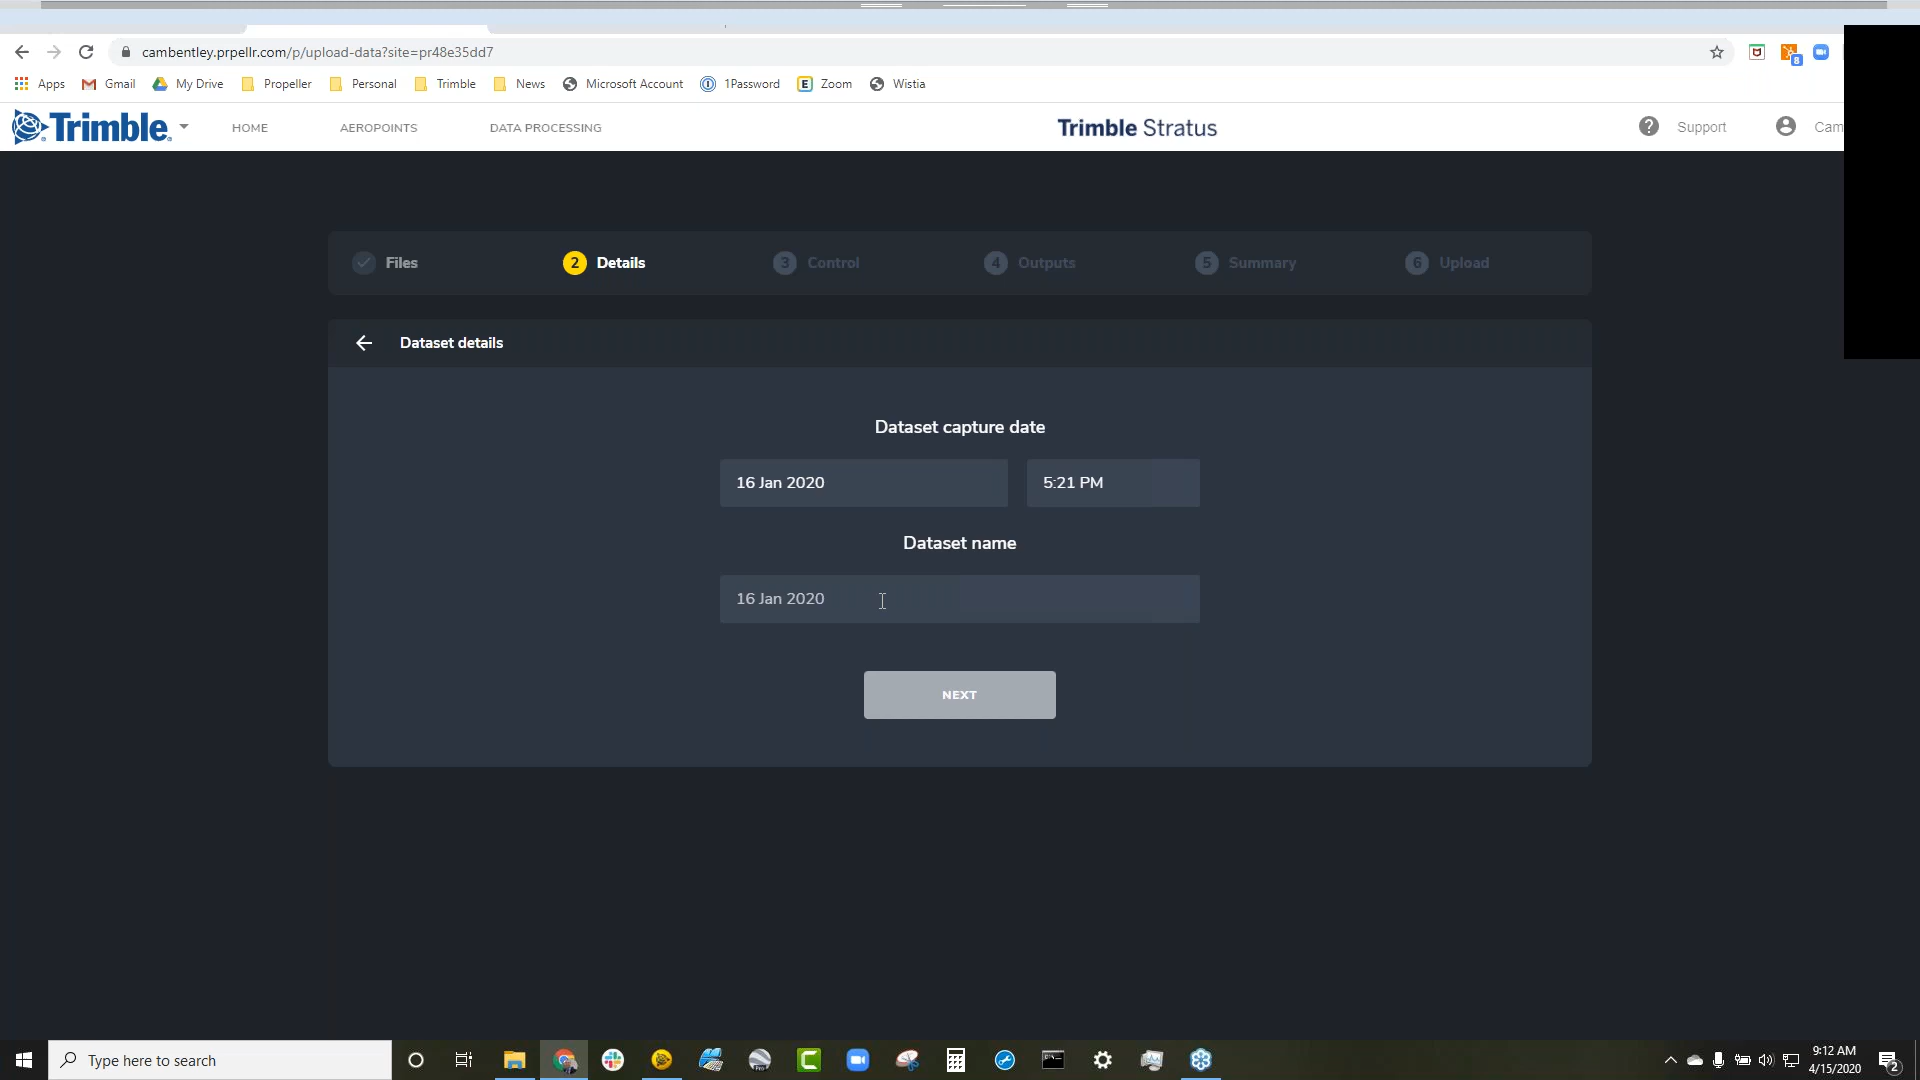 cambentley.prpellr.com/p/upload-data?site=pr48e35dd7
8
Apps Gmail My Drive Propeller Personal Trimble News Microsoft Account 1Password E Zoom Wistia
Trimble HOME AEROPOINTS DATA PROCESSING Trimble Stratus ? Support Cam
Files 2 Details 3 Control 4 Outputs 5 Summary 6 Upload
Dataset details
Dataset capture date
16 Jan 2020 5:21 PM
Dataset name
16 Jan 2020
NEXT
Type here to search
9:12 AM
4/15/2020
2